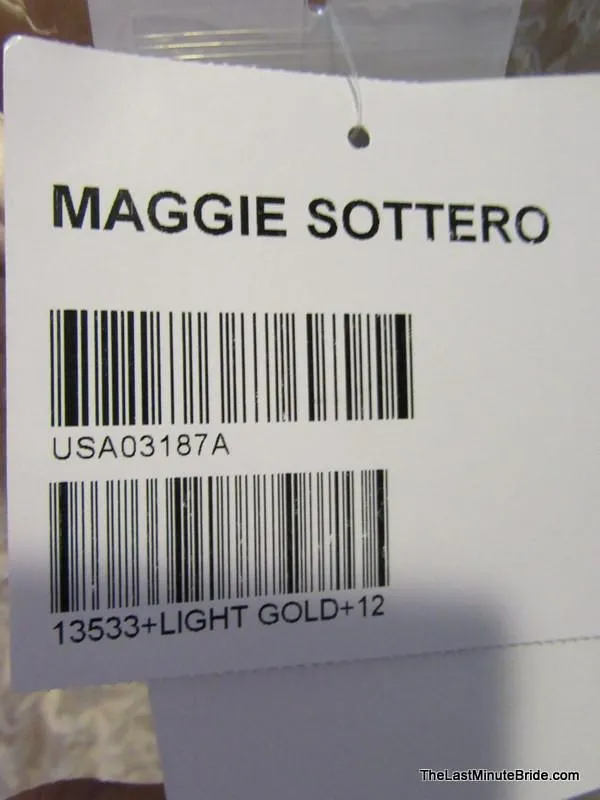 MAGGIE SOTTERO
USA03187A
13533+LIGHT GOLD+12
TheLastMinuteBride.com